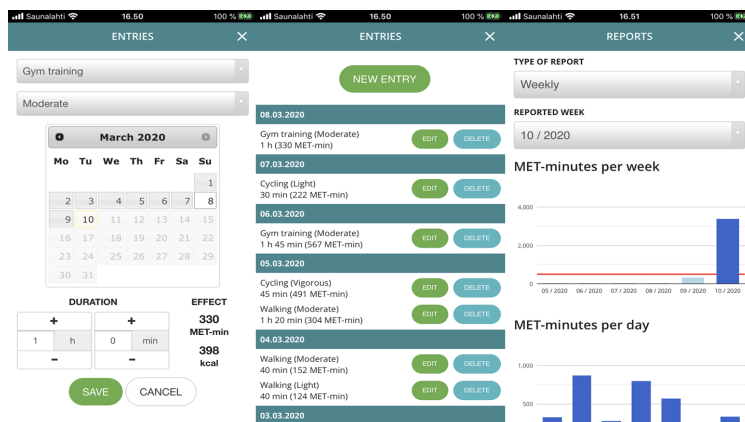 Saunalahti 16.50 100 %
ENTRIES
Gym training
Moderate
March 2020
Mo Tu We Th Fr Sa Su
1
2 3 4 5 6 7 8
9 10 11 12 13 14 15
16 17 18 19 20 21 22
23 24 25 26 27 28 29
30 31
DURATION EFFECT
+ +
1 h 0 min
- -
330
MET-min
398
kcal
SAVE CANCEL
Saunalahti 16.50 100 %
ENTRIES
NEW ENTRY
08.03.2020
Gym training (Moderate)
1 h (330 MET-min)
EDIT DELETE
07.03.2020
Cycling (Light)
30 min (222 MET-min)
EDIT DELETE
06.03.2020
Gym training (Moderate)
1 h 45 min (567 MET-min)
EDIT DELETE
05.03.2020
Cycling (Vigorous)
45 min (491 MET-min)
EDIT DELETE
Walking (Moderate)
1 h 20 min (304 MET-min)
EDIT DELETE
04.03.2020
Walking (Moderate)
40 min (152 MET-min)
EDIT DELETE
Walking (Light)
40 min (124 MET-min)
EDIT DELETE
03.03.2020
Saunalahti 16.51 100 %
REPORTS
TYPE OF REPORT
Weekly
REPORTED WEEK
10 / 2020
MET-minutes per week
4,000
2,000
0
05 / 2020 06 / 2020 07 / 2020 08 / 2020 09 / 2020 10 / 2020
MET-minutes per day
1,000
500